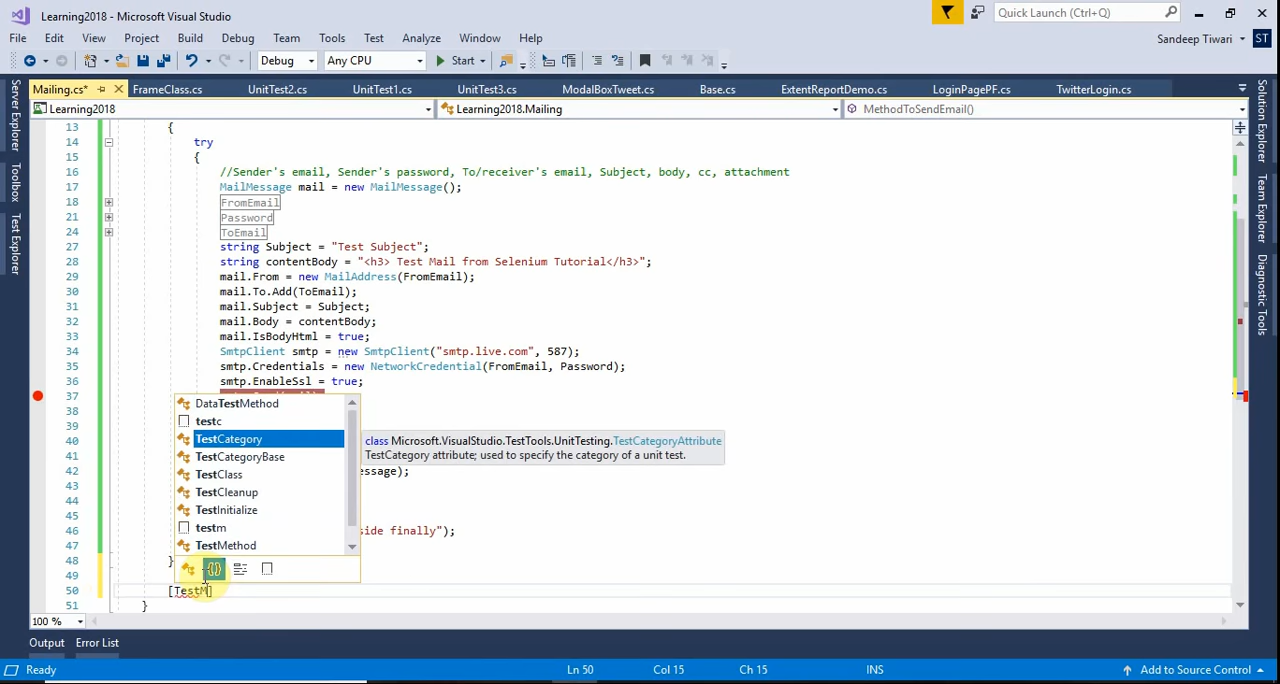 Learning2018 - Microsoft Visual Studio
Quick Launch (Ctrl+Q)
File Edit View Project Build Debug Team Tools Test Analyze Window Help
Sandeep Tiwari ST
Debug Any CPU Start
Mailing.cs* FrameClass.cs UnitTest2.cs UnitTest1.cs UnitTest3.cs ModalBoxTweet.cs Base.cs ExtentReportDemo.cs LoginPagePF.cs TwitterLogin.cs
Learning2018 Learning2018.Mailing MethodToSendEmail()
Server Explorer
Toolbox
Test Explorer
Solution Explorer
Team Explorer
Diagnostic Tools
13 {
14 try
15 {
16 //Sender's email, Sender's password, To/receiver's email, Subject, body, cc, attachment
17 MailMessage mail = new MailMessage();
18 FromEmail
21 Password
24 ToEmail
27 string Subject = "Test Subject";
28 string contentBody = "<h3> Test Mail from Selenium Tutorial</h3>";
29 mail.From = new MailAddress(FromEmail);
30 mail.To.Add(ToEmail);
31 mail.Subject = Subject;
32 mail.Body = contentBody;
33 mail.IsBodyHtml = true;
34 SmtpClient smtp = new SmtpClient("smtp.live.com", 587);
35 smtp.Credentials = new NetworkCredential(FromEmail, Password);
36 smtp.EnableSsl = true;
37
38 DataTestMethod
39 testc
40 TestCategory class Microsoft.VisualStudio.TestTools.UnitTesting.TestCategoryAttribute
41 TestCategoryBase TestCategory attribute; used to specify the category of a unit test.
42 TestClass essage);
43 TestCleanup
44 TestInitialize
45 testm
46 side finally");
47 TestMethod
48 }
49
50 [TestM]
51 }
100 %
Output Error List
Ready Ln 50 Col 15 Ch 15 INS Add to Source Control